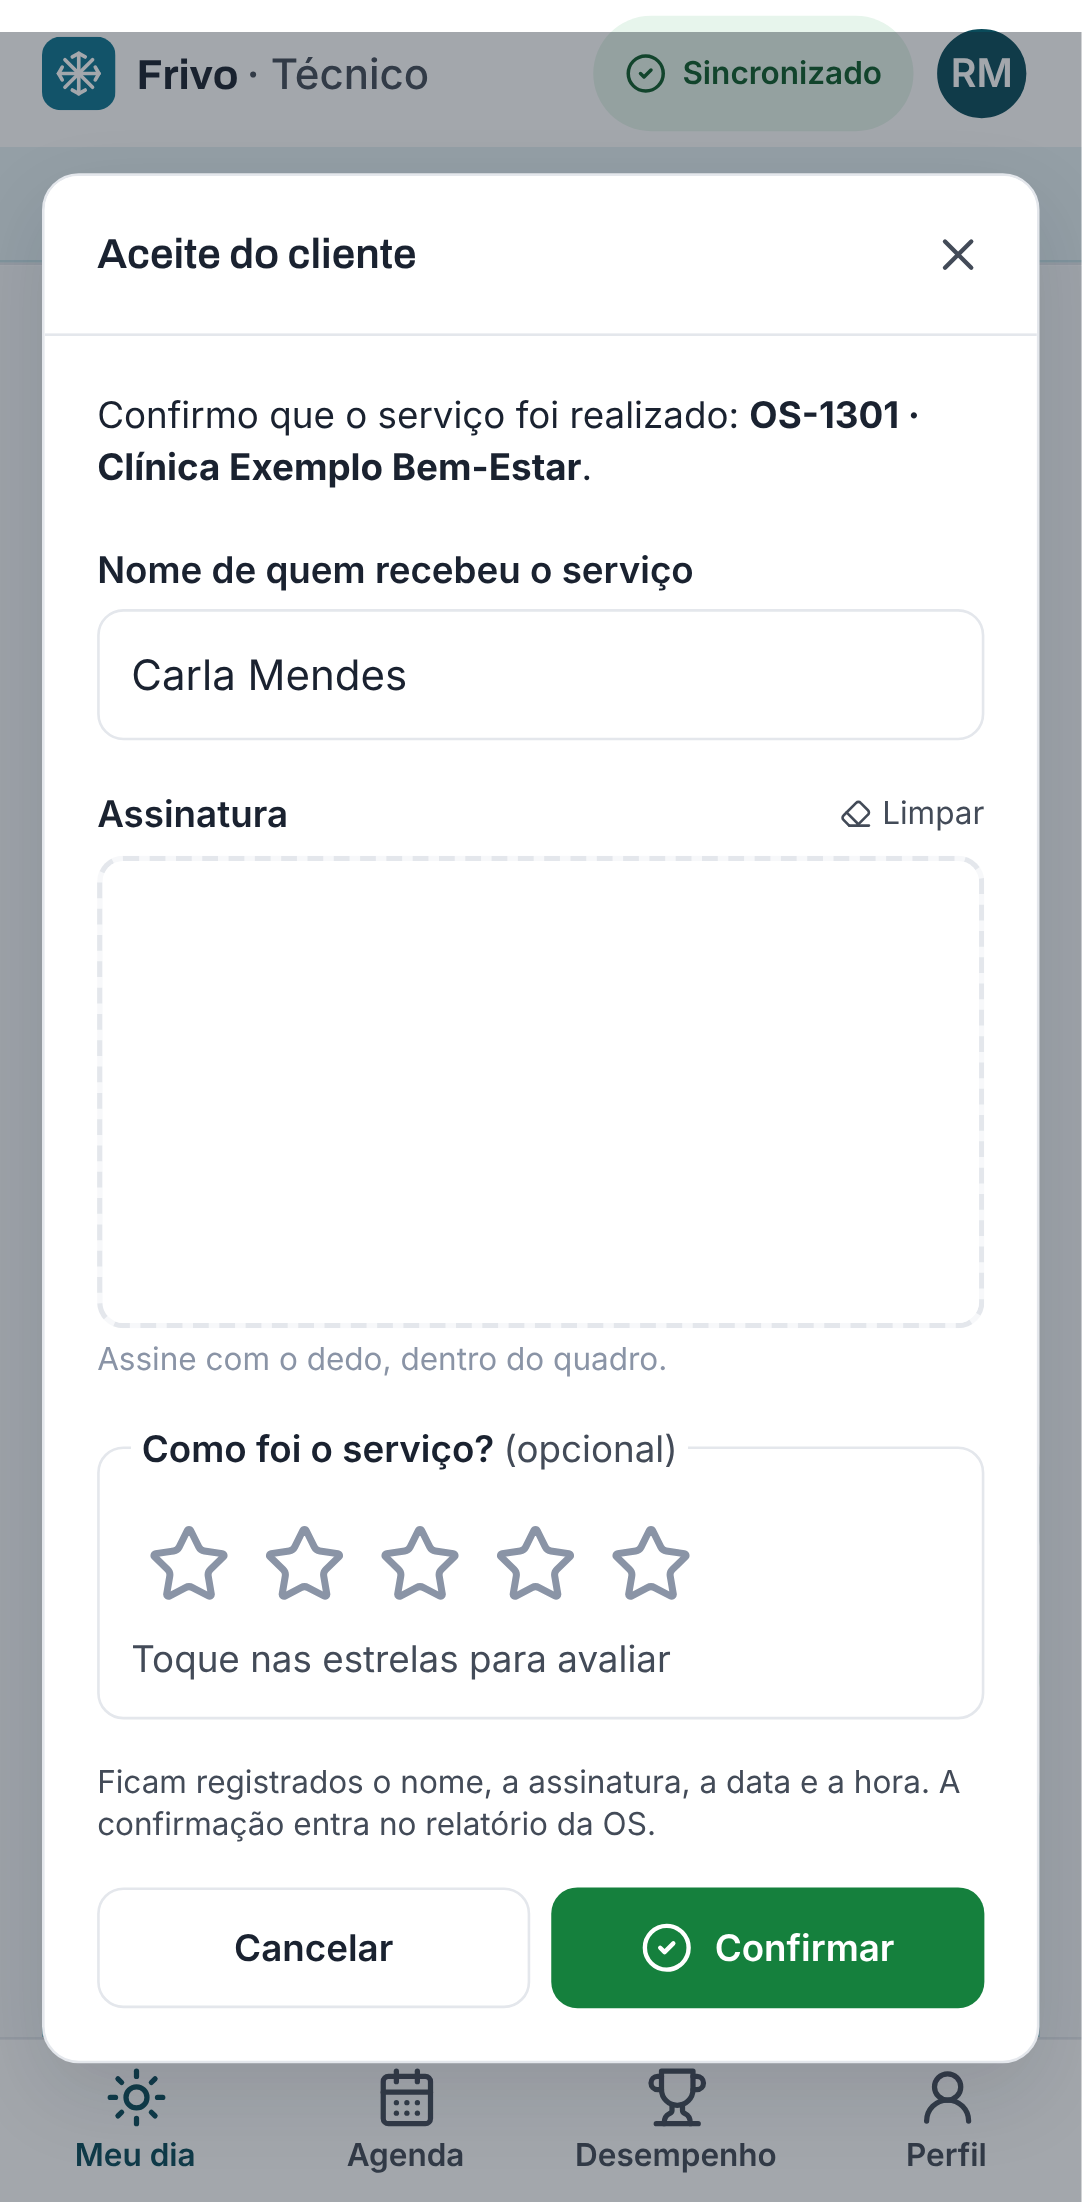 Frivo · Técnico
Sincronizado
RM
Aceite do cliente
Confirmo que o serviço foi realizado: OS-1301 ·
Clínica Exemplo Bem-Estar.
Nome de quem recebeu o serviço
Carla Mendes
Assinatura
Limpar
Assine com o dedo, dentro do quadro.
Como foi o serviço? (opcional)
Toque nas estrelas para avaliar
Ficam registrados o nome, a assinatura, a data e a hora. A
confirmação entra no relatório da OS.
Cancelar
Confirmar
Meu dia
Agenda
Desempenho
Perfil